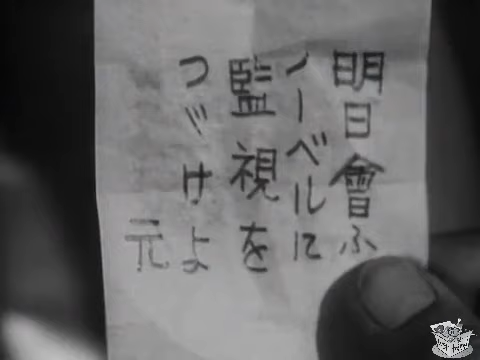 明日會ふ
ノーベルに
監視を
つゞけよ
元